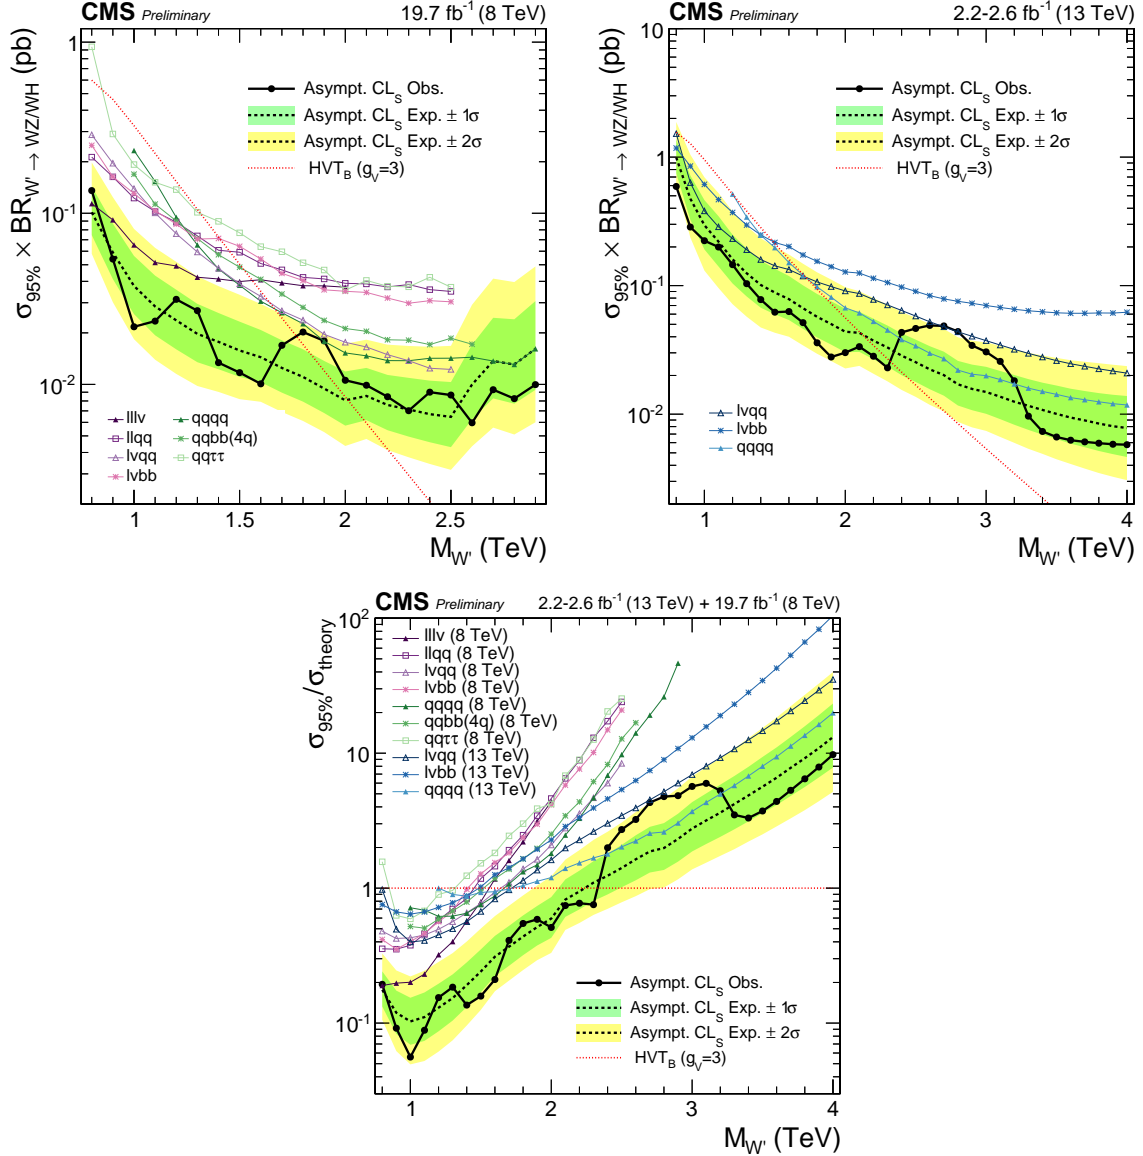 CMS Preliminary 19.7 fb⁻¹ (8 TeV)
σ95% × BRW' → WZ/WH (pb)
1
10⁻¹
10⁻²
Asympt. CLS Obs.
Asympt. CLS Exp. ± 1σ
Asympt. CLS Exp. ± 2σ
HVTB (gV=3)
lllν
llqq
lνqq
lνbb
qqqq
qqbb(4q)
qqττ
1 1.5 2 2.5
MW' (TeV)
CMS Preliminary 2.2-2.6 fb⁻¹ (13 TeV)
σ95% × BRW' → WZ/WH (pb)
10
1
10⁻¹
10⁻²
Asympt. CLS Obs.
Asympt. CLS Exp. ± 1σ
Asympt. CLS Exp. ± 2σ
HVTB (gV=3)
lνqq
lνbb
qqqq
1 2 3 4
MW' (TeV)
CMS Preliminary 2.2-2.6 fb⁻¹ (13 TeV) + 19.7 fb⁻¹ (8 TeV)
σ95%/σtheory
10²
10
1
10⁻¹
lllν (8 TeV)
llqq (8 TeV)
lνqq (8 TeV)
lνbb (8 TeV)
qqqq (8 TeV)
qqbb(4q) (8 TeV)
qqττ (8 TeV)
lνqq (13 TeV)
lνbb (13 TeV)
qqqq (13 TeV)
Asympt. CLS Obs.
Asympt. CLS Exp. ± 1σ
Asympt. CLS Exp. ± 2σ
HVTB (gV=3)
1 2 3 4
MW' (TeV)